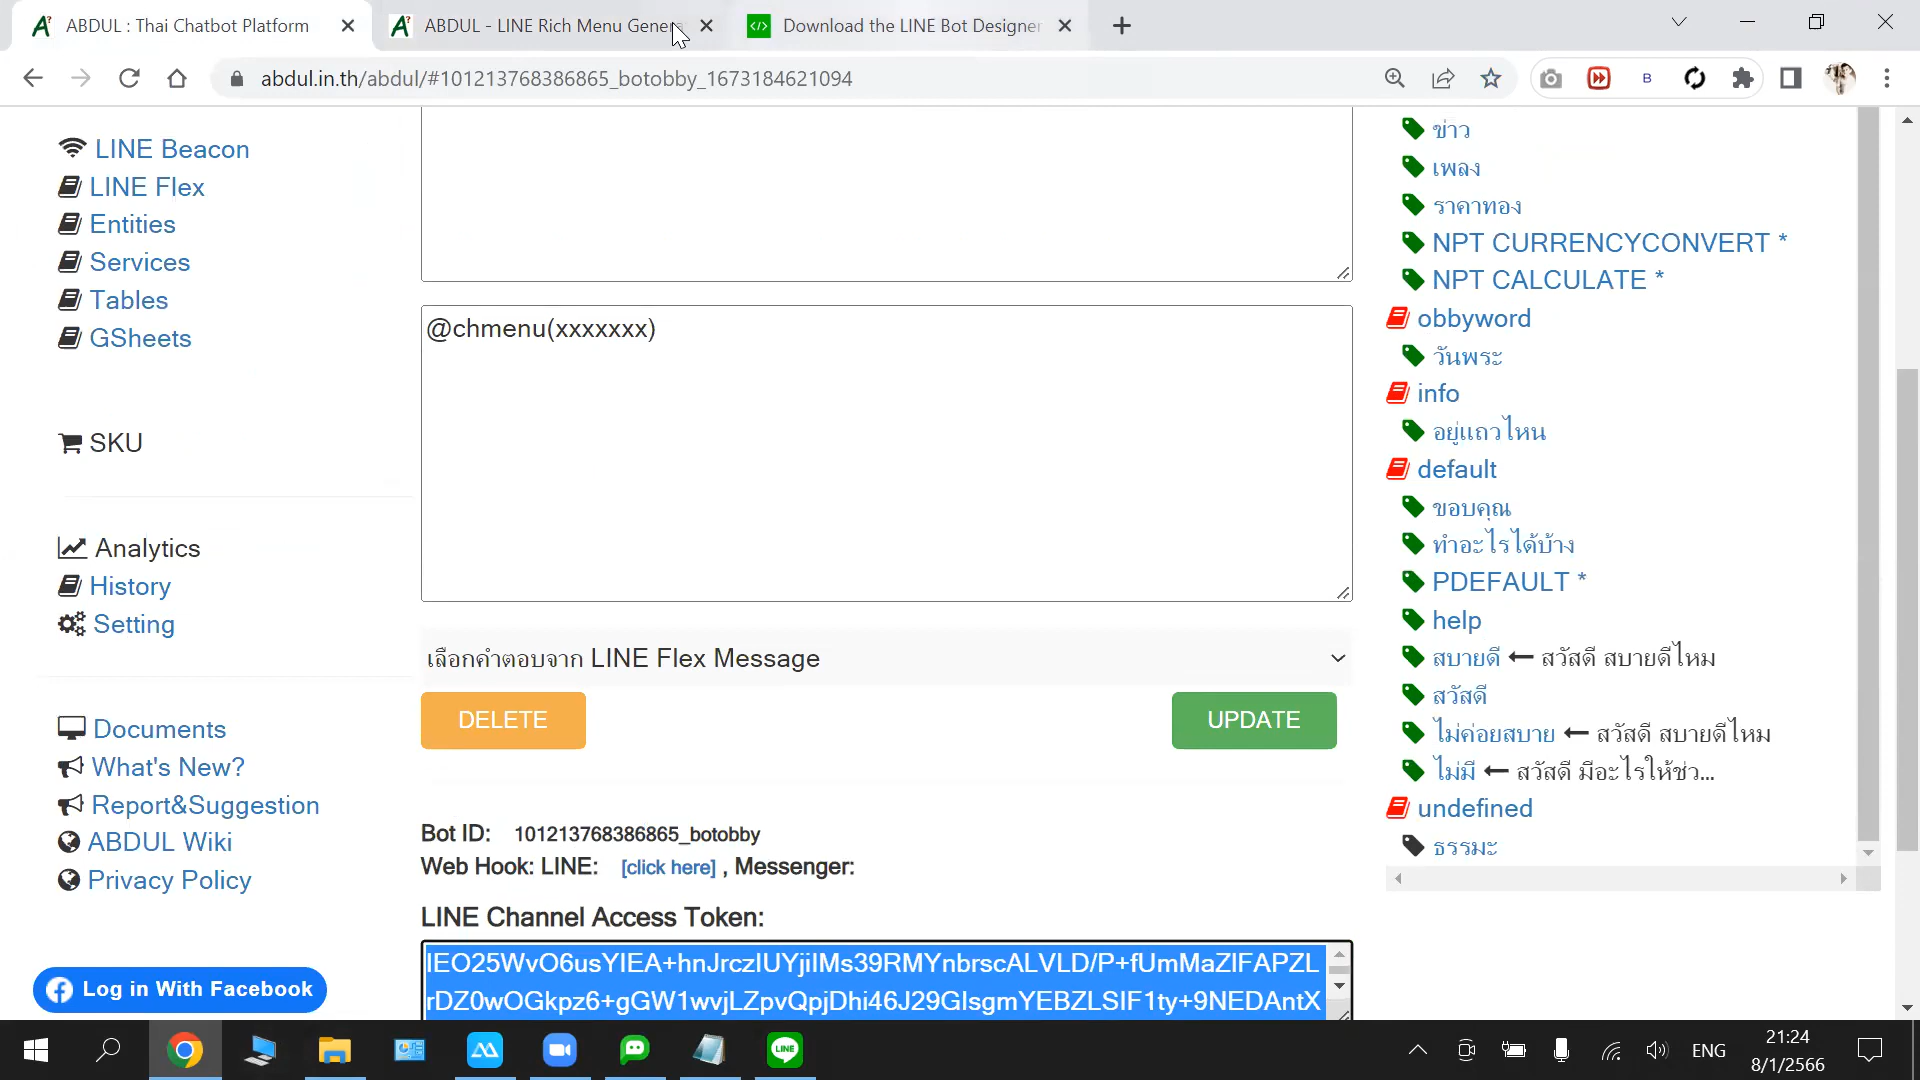 ABDUL : Thai Chatbot Platform
ABDUL - LINE Rich Menu Gener
Download the LINE Bot Designer
abdul.in.th/abdul/#101213768386865_botobby_1673184621094
LINE Beacon
LINE Flex
Entities
Services
Tables
GSheets
SKU
Analytics
History
Setting
Documents
What's New?
Report&Suggestion
ABDUL Wiki
Privacy Policy
Log in With Facebook
@chmenu(xxxxxxx)
เลือกคำตอบจาก LINE Flex Message
DELETE
UPDATE
Bot ID: 101213768386865_botobby
Web Hook: LINE: [click here] , Messenger:
LINE Channel Access Token:
IEO25WvO6usYIEA+hnJrczIUYjiIMs39RMYnbrscALVLD/P+fUmMaZIFAPZL
rDZ0wOGkpz6+gGW1wvjLZpvQpjDhi46J29GIsgmYEBZLSIF1ty+9NEDAntX
ข่าว
เพลง
ราคาทอง
NPT CURRENCYCONVERT *
NPT CALCULATE *
obbyword
วันพระ
info
อยู่แถวไหน
default
ขอบคุณ
ทำอะไรได้บ้าง
PDEFAULT *
help
สบายดี ← สวัสดี สบายดีไหม
สวัสดี
ไม่ค่อยสบาย ← สวัสดี สบายดีไหม
ไม่มี ← สวัสดี มีอะไรให้ช่ว...
undefined
ธรรมะ
B
LINE
ENG
21:24
8/1/2566